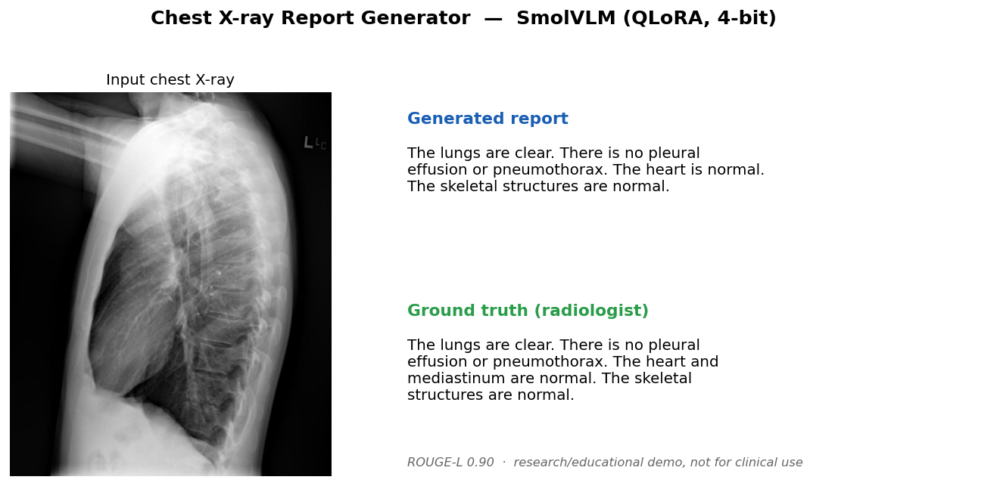 Chest X-ray Report Generator — SmolVLM (QLoRA, 4-bit)
Input chest X-ray
L LC
Generated report
The lungs are clear. There is no pleural
effusion or pneumothorax. The heart is normal.
The skeletal structures are normal.
Ground truth (radiologist)
The lungs are clear. There is no pleural
effusion or pneumothorax. The heart and
mediastinum are normal. The skeletal
structures are normal.
ROUGE-L 0.90 · research/educational demo, not for clinical use